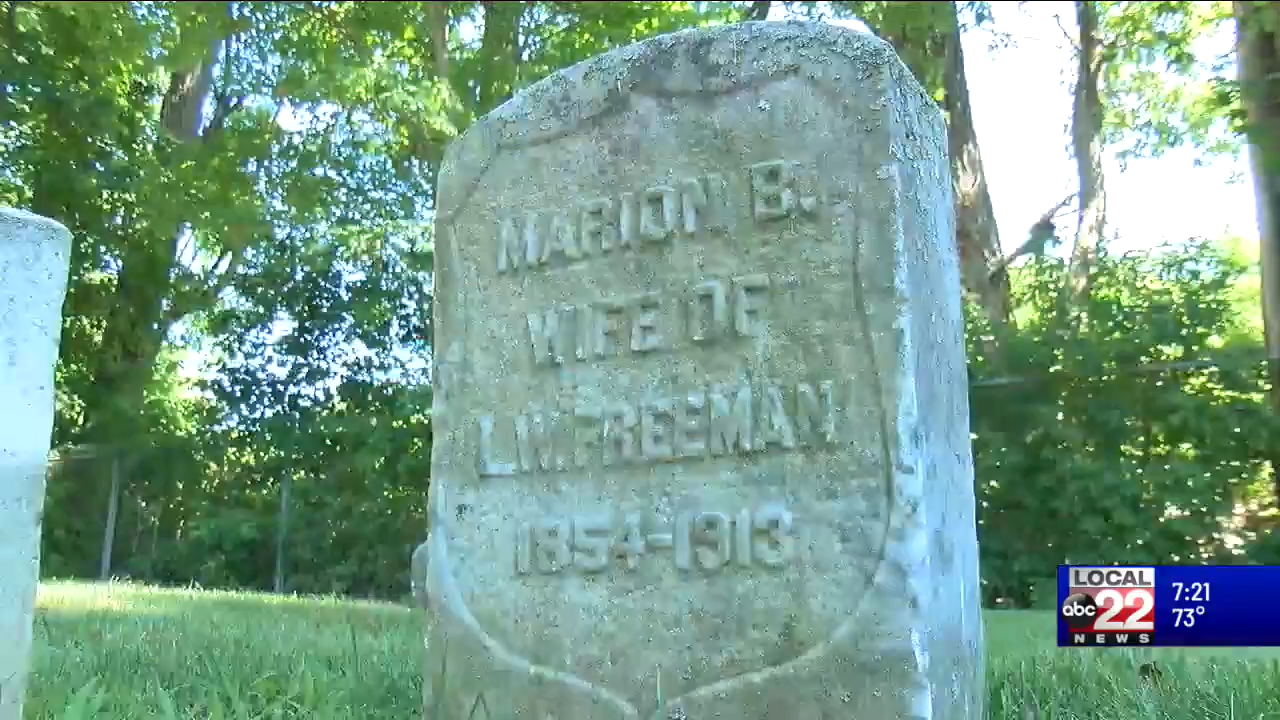 MARION B.
WIFE OF
L.W. FREEMAN
1854-1913
LOCAL
abc 22
NEWS
7:21
73°